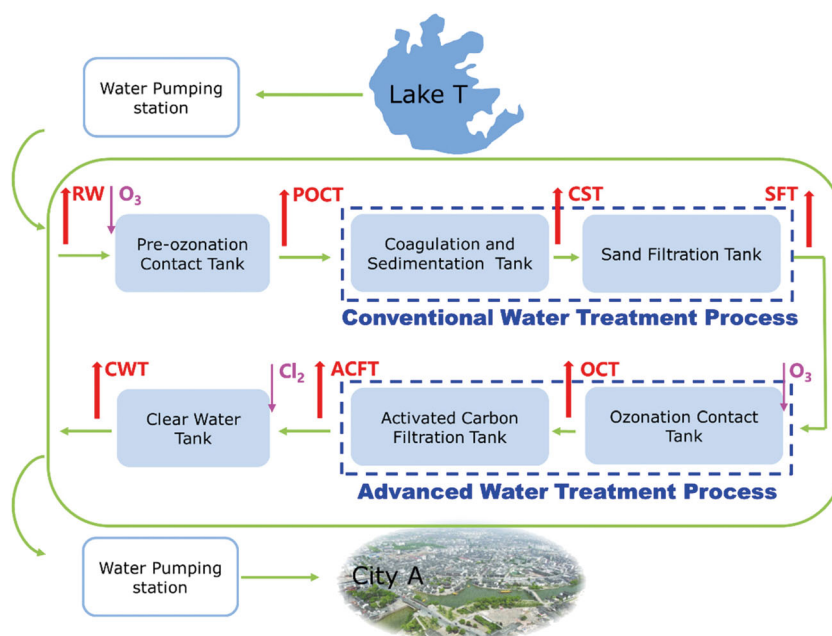 Water Pumping
station
Lake T
RW
O₃
POCT
CST
SFT
Pre-ozonation
Contact Tank
Coagulation and
Sedimentation Tank
Sand Filtration Tank
Conventional Water Treatment Process
CWT
Cl₂
ACFT
OCT
O₃
Clear Water
Tank
Activated Carbon
Filtration Tank
Ozonation Contact
Tank
Advanced Water Treatment Process
Water Pumping
station
City A